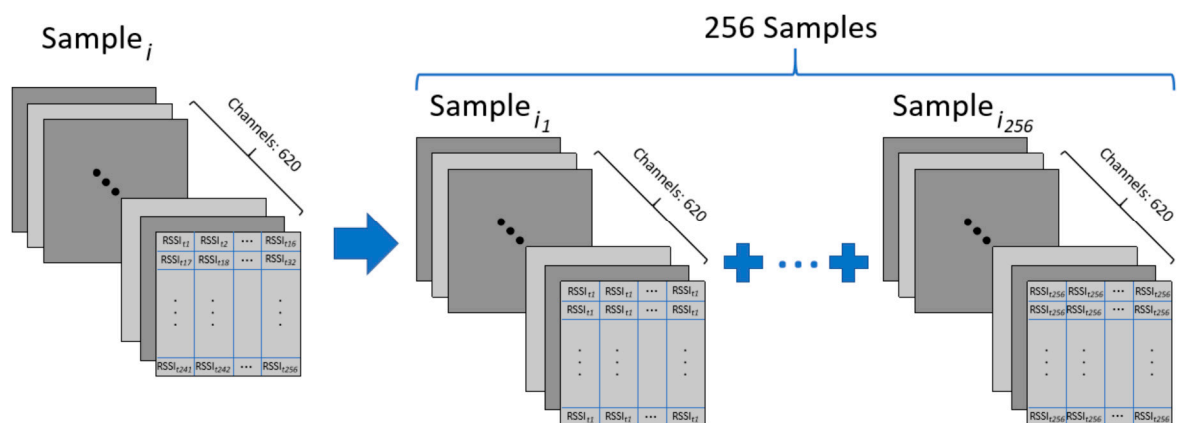 256 Samples
Sample i
Channels: 620
RSSIt1 RSSIt2 ... RSSIt16
RSSIt17 RSSIt18 ... RSSIt32
RSSIt241 RSSIt242 ... RSSIt256
Sample i1
Channels: 620
RSSIt1 RSSIt1 ... RSSIt1
RSSIt1 RSSIt1 ... RSSIt1
RSSIt1 RSSIt1 ... RSSIt1
Sample i256
Channels: 620
RSSIt256 RSSIt256 ... RSSIt256
RSSIt256 RSSIt256 ... RSSIt256
RSSIt256 RSSIt256 ... RSSIt256